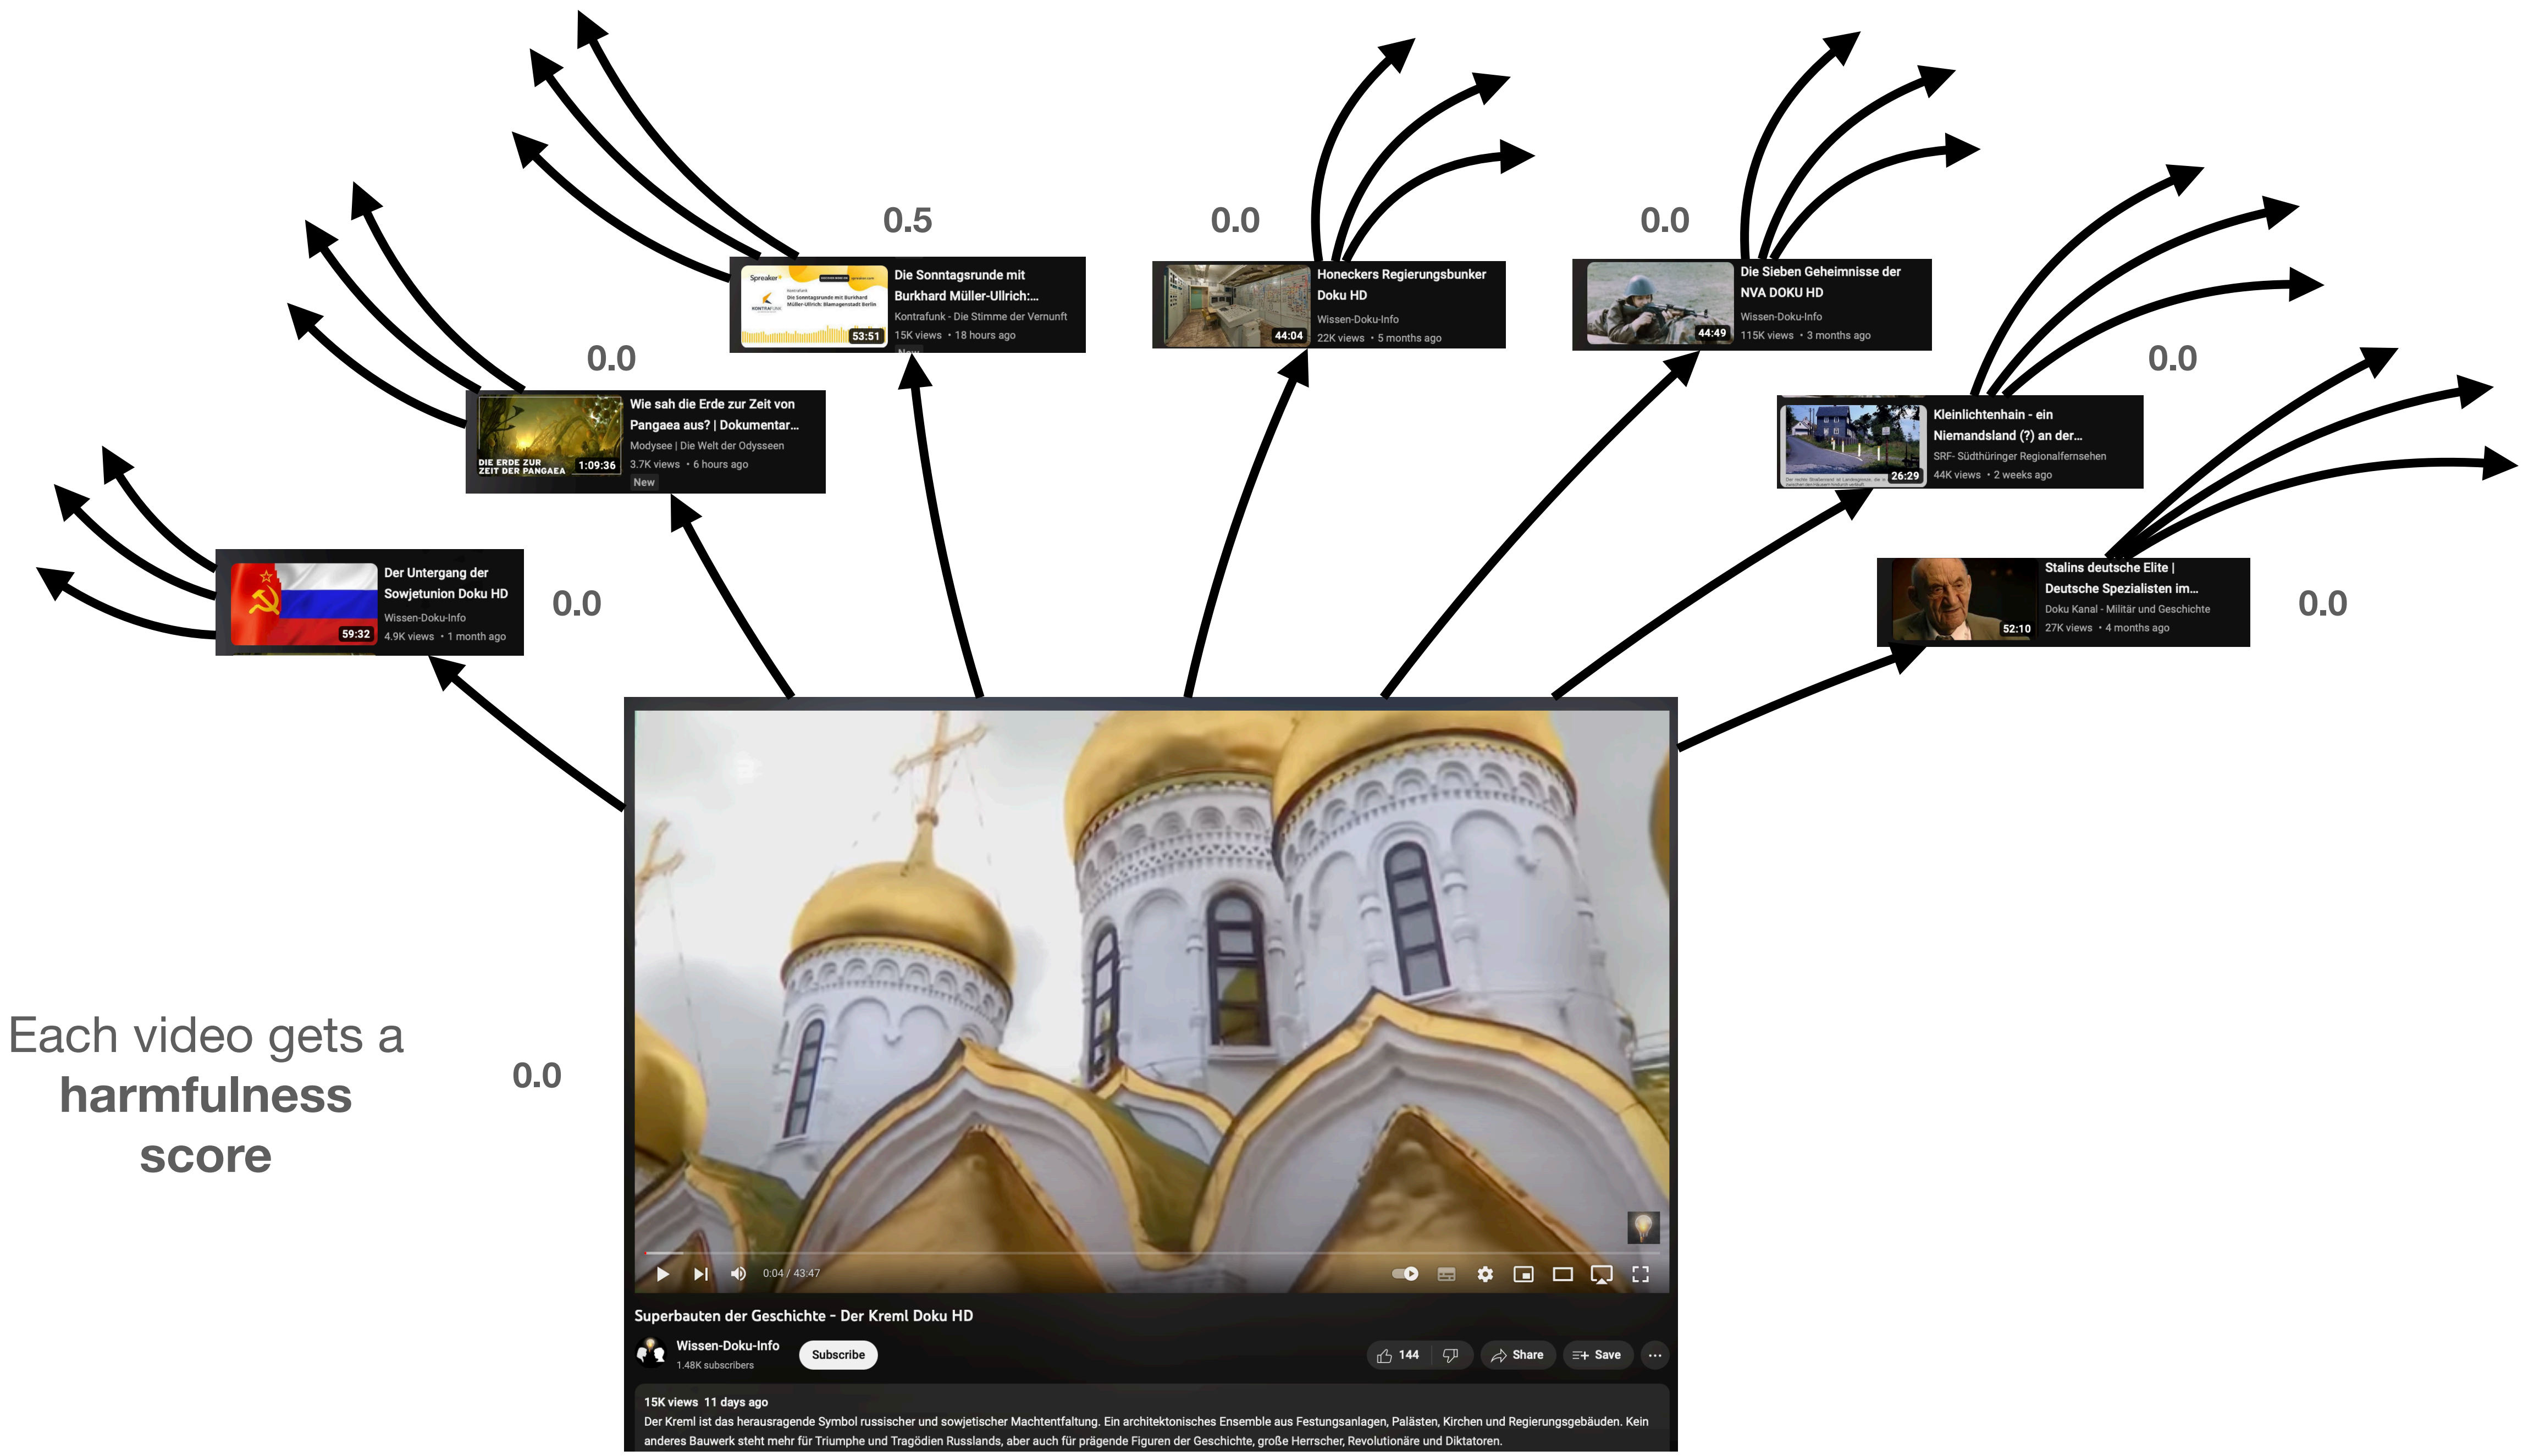 0.5
0.0
0.0
Spreaker
KONTRAFUNK
Die Sonntagsrunde mit Burkhard
Müller-Ullrich: Blamagenstadt Berlin
53:51
Die Sonntagsrunde mit
Burkhard Müller-Ullrich:...
Kontrafunk - Die Stimme der Vernunft
15K views • 18 hours ago
New
44:04
Honeckers Regierungsbunker
Doku HD
Wissen-Doku-Info
22K views • 5 months ago
44:49
Die Sieben Geheimnisse der
NVA DOKU HD
Wissen-Doku-Info
115K views • 3 months ago
0.0
0.0
DIE ERDE ZUR
ZEIT DER PANGAEA
1:09:36
Wie sah die Erde zur Zeit von
Pangaea aus? | Dokumentar...
Modysee | Die Welt der Odysseen
3.7K views • 6 hours ago
New
26:29
Kleinlichtenhain - ein
Niemandsland (?) an der...
SRF- Südthüringer Regionalfernsehen
44K views • 2 weeks ago
59:32
Der Untergang der
Sowjetunion Doku HD
Wissen-Doku-Info
4.9K views • 1 month ago
0.0
52:10
Stalins deutsche Elite |
Deutsche Spezialisten im...
Doku Kanal - Militär und Geschichte
27K views • 4 months ago
0.0
Each video gets a
harmfulness
score
0.0
0:04 / 43:47
Superbauten der Geschichte - Der Kreml Doku HD
Wissen-Doku-Info
1.48K subscribers
Subscribe
144
Share
Save
15K views 11 days ago
Der Kreml ist das herausragende Symbol russischer und sowjetischer Machtentfaltung. Ein architektonisches Ensemble aus Festungsanlagen, Palästen, Kirchen und Regierungsgebäuden. Kein
anderes Bauwerk steht mehr für Triumphe und Tragödien Russlands, aber auch für prägende Figuren der Geschichte, große Herrscher, Revolutionäre und Diktatoren.